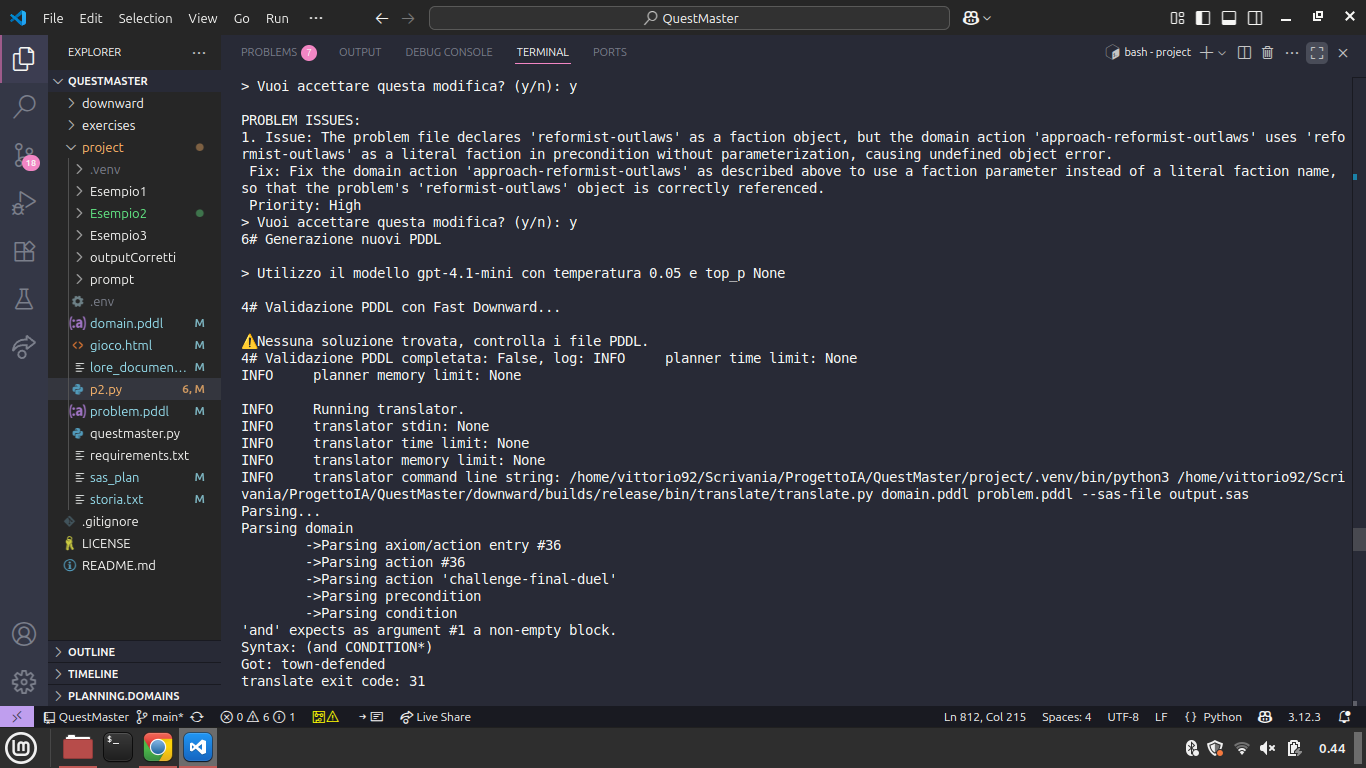 File Edit Selection View Go Run ···
QuestMaster
EXPLORER ···
QUESTMASTER
downward
exercises
project
.venv
Esempio1
Esempio2
Esempio3
outputCorretti
prompt
.env
domain.pddl M
gioco.html M
lore_documen... M
p2.py 6, M
problem.pddl M
questmaster.py
requirements.txt
sas_plan M
storia.txt M
.gitignore
LICENSE
README.md
OUTLINE
TIMELINE
PLANNING.DOMAINS
18
PROBLEMS 7 OUTPUT DEBUG CONSOLE TERMINAL PORTS
bash - project
> Vuoi accettare questa modifica? (y/n): y
PROBLEM ISSUES:
1. Issue: The problem file declares 'reformist-outlaws' as a faction object, but the domain action 'approach-reformist-outlaws' uses 'refo
rmist-outlaws' as a literal faction in precondition without parameterization, causing undefined object error.
Fix: Fix the domain action 'approach-reformist-outlaws' as described above to use a faction parameter instead of a literal faction name,
so that the problem's 'reformist-outlaws' object is correctly referenced.
Priority: High
> Vuoi accettare questa modifica? (y/n): y
6# Generazione nuovi PDDL
> Utilizzo il modello gpt-4.1-mini con temperatura 0.05 e top_p None
4# Validazione PDDL con Fast Downward...
⚠️Nessuna soluzione trovata, controlla i file PDDL.
4# Validazione PDDL completata: False, log: INFO     planner time limit: None
INFO     planner memory limit: None
INFO     Running translator.
INFO     translator stdin: None
INFO     translator time limit: None
INFO     translator memory limit: None
INFO     translator command line string: /home/vittorio92/Scrivania/ProgettoIA/QuestMaster/project/.venv/bin/python3 /home/vittorio92/Scri
vania/ProgettoIA/QuestMaster/downward/builds/release/bin/translate/translate.py domain.pddl problem.pddl --sas-file output.sas
Parsing...
Parsing domain
->Parsing axiom/action entry #36
->Parsing action #36
->Parsing action 'challenge-final-duel'
->Parsing precondition
->Parsing condition
'and' expects as argument #1 a non-empty block.
Syntax: (and CONDITION*)
Got: town-defended
translate exit code: 31
QuestMaster main* 0 6 1 Live Share Ln 812, Col 215 Spaces: 4 UTF-8 LF {} Python 3.12.3
0.44